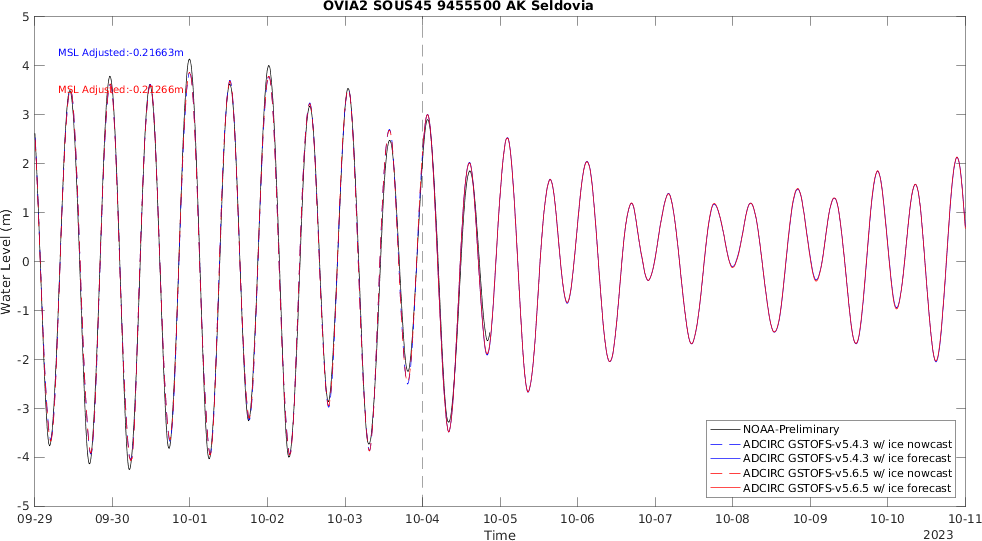 OVIA2 SOUS45 9455500 AK Seldovia
MSL Adjusted:-0.21663m
MSL Adjusted:-0.21266m
Water Level (m)
5
4
3
2
1
0
-1
-2
-3
-4
-5
NOAA-Preliminary
ADCIRC GSTOFS-v5.4.3 w/ ice nowcast
ADCIRC GSTOFS-v5.4.3 w/ ice forecast
ADCIRC GSTOFS-v5.6.5 w/ ice nowcast
ADCIRC GSTOFS-v5.6.5 w/ ice forecast
09-29 09-30 10-01 10-02 10-03 10-04 10-05 10-06 10-07 10-08 10-09 10-10 10-11
Time
2023